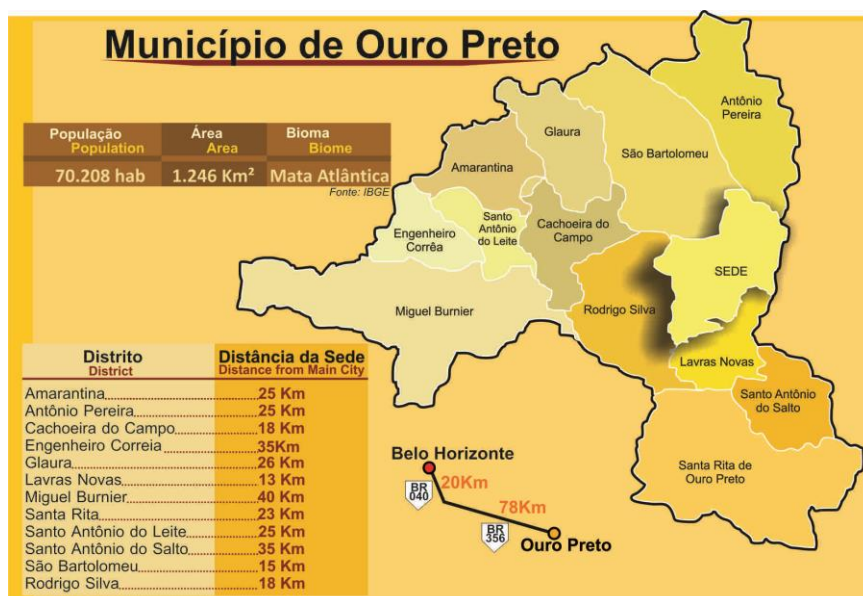 Município de Ouro Preto
População
Population
Área
Area
Bioma
Biome
70.208 hab
1.246 Km²
Mata Atlântica
Fonte: IBGE
Antônio
Pereira
Glaura
São Bartolomeu
Amarantina
Santo
Antônio
do Leite
Cachoeira do
Campo
Engenheiro
Corrêa
SEDE
Miguel Burnier
Rodrigo Silva
Lavras Novas
Santo Antônio
do Salto
Santa Rita de
Ouro Preto
Distrito
District
Distância da Sede
Distance from Main City
Amarantina 25 Km
Antônio Pereira 25 Km
Cachoeira do Campo 18 Km
Engenheiro Correia 35Km
Glaura 26 Km
Lavras Novas 13 Km
Miguel Burnier 40 Km
Santa Rita 23 Km
Santo Antônio do Leite 25 Km
Santo Antônio do Salto 35 Km
São Bartolomeu 15 Km
Rodrigo Silva 18 Km
Belo Horizonte
BR
040
20Km
78Km
BR
356
Ouro Preto